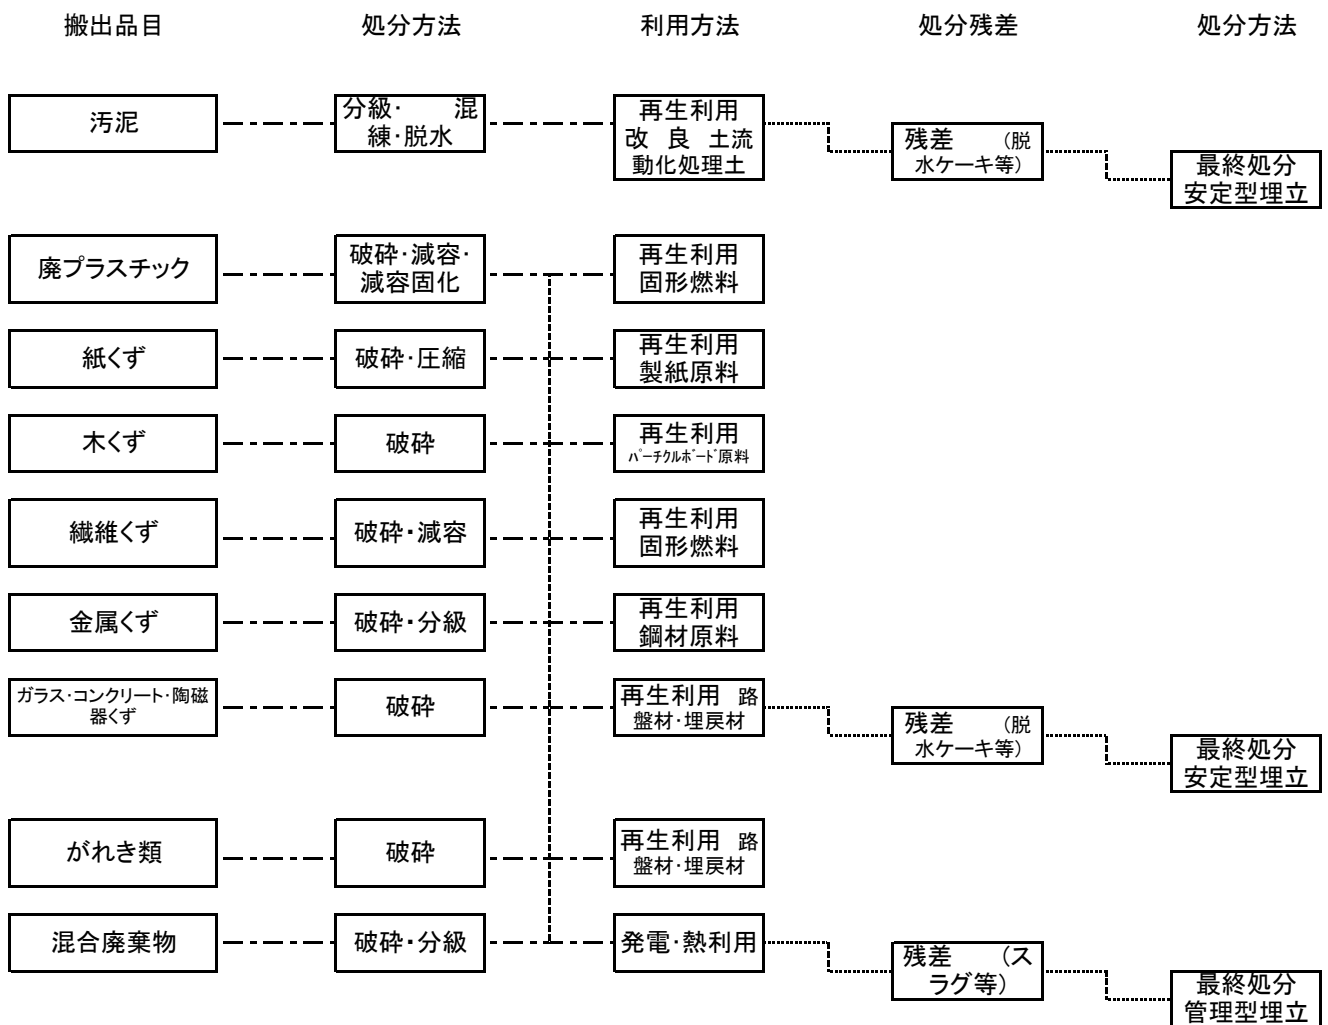 搬出品目 処分方法 利用方法 処分残差 処分方法
汚泥
分級・ 混
練・脱水
再生利用
改 良 土流
動化処理土
残差 (脱
水ケーキ等)
最終処分
安定型埋立
廃プラスチック
破砕・減容・
減容固化
再生利用
固形燃料
紙くず
破砕・圧縮
再生利用
製紙原料
木くず
破砕
再生利用
ﾊﾟｰﾁｸﾙﾎﾞｰﾄﾞ原料
繊維くず
破砕・減容
再生利用
固形燃料
金属くず
破砕・分級
再生利用
鋼材原料
ガラス・コンクリート・陶磁
器くず
破砕
再生利用 路
盤材・埋戻材
残差 (脱
水ケーキ等)
最終処分
安定型埋立
がれき類
破砕
再生利用 路
盤材・埋戻材
混合廃棄物
破砕・分級
発電・熱利用
残差 (ス
ラグ等)
最終処分
管理型埋立